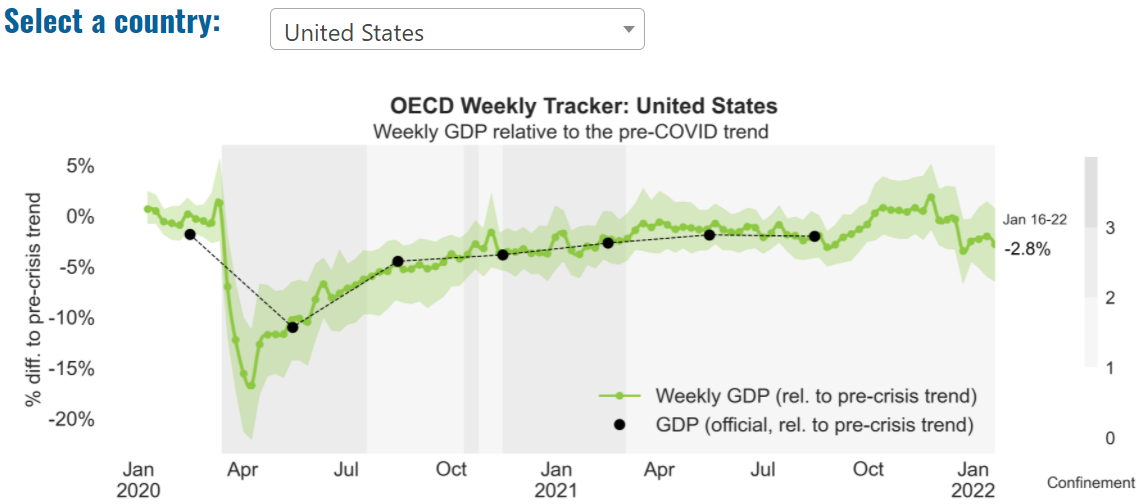 Select a country:
United States
OECD Weekly Tracker: United States
Weekly GDP relative to the pre-COVID trend
% diff. to pre-crisis trend
5%
0%
-5%
-10%
-15%
-20%
Jan 16-22
-2.8%
Weekly GDP (rel. to pre-crisis trend)
GDP (official, rel. to pre-crisis trend)
Jan
2020
Apr
Jul
Oct
Jan
2021
Apr
Jul
Oct
Jan
2022
3
2
1
0
Confinement